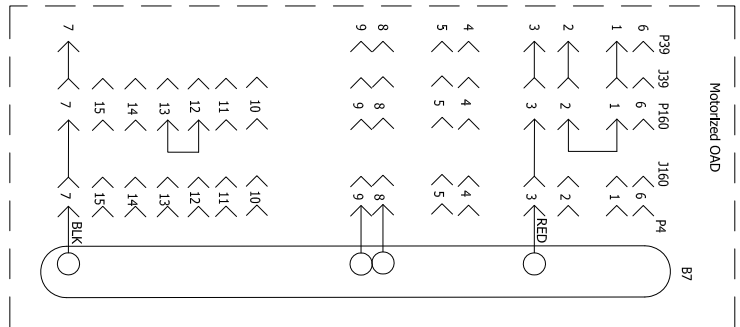 Motorized OAD
B7
P39 J39 P160 J160 P4
6 6 6
1 1 1
2 2 2
3 3 3 RED
4 4 4
5 5 5
8 8 8
9 9 9
10 10
11 11
12 12
13 13
14 14
15 15
7 7 7 BLK